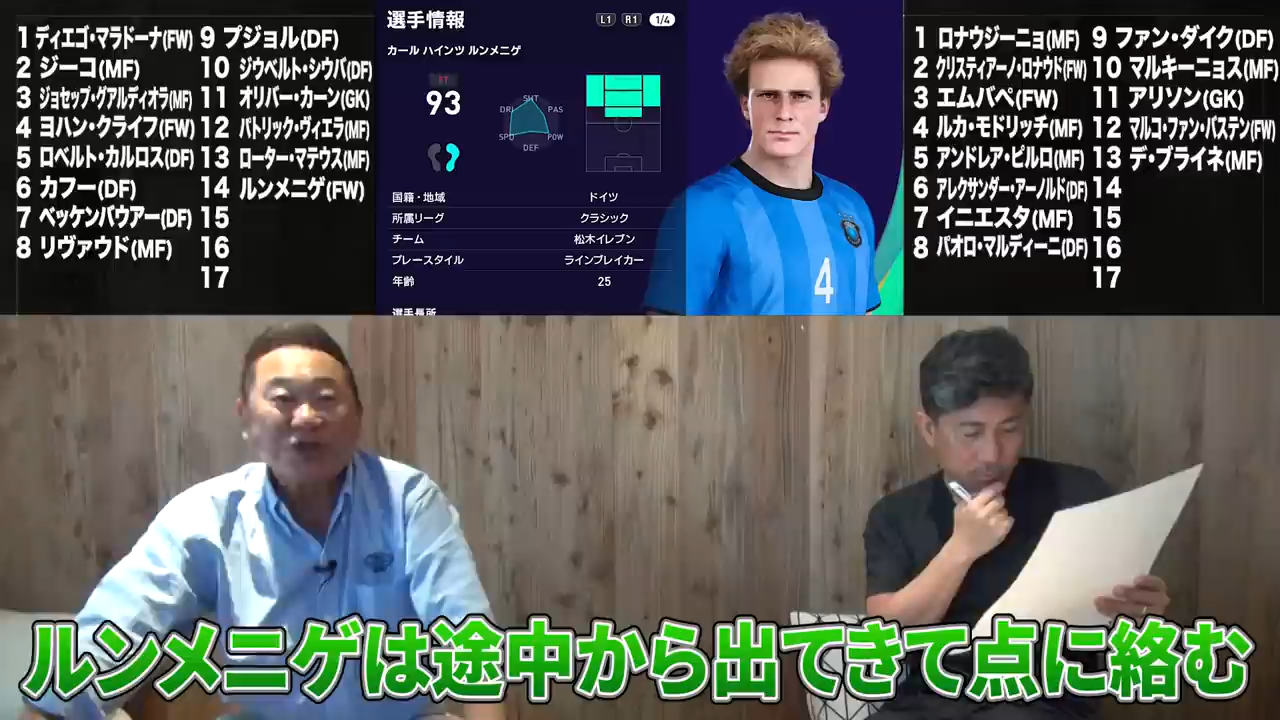 1 ディエゴ・マラドーナ(FW)
2 ジーコ(MF)
3 ジョセップ・グアルディオラ(MF)
4 ヨハン・クライフ(FW)
5 ロベルト・カルロス(DF)
6 カフー(DF)
7 ベッケンバウアー(DF)
8 リヴァウド(MF)
9 プジョル(DF)
10 ジウベルト・シウバ(DF)
11 オリバー・カーン(GK)
12 パトリック・ヴィエラ(MF)
13 ローター・マテウス(MF)
14 ルンメニゲ(FW)
15
16
17
選手情報 L1 R1 1/4
カール ハインツ ルンメニゲ
93
SHT
DRI PAS
SPD POW
DEF
国籍・地域 ドイツ
所属リーグ クラシック
チーム 松木イレブン
プレースタイル ラインブレイカー
年齢 25
選手長所
4
1 ロナウジーニョ(MF)
2 クリスティアーノ・ロナウド(FW)
3 エムバペ(FW)
4 ルカ・モドリッチ(MF)
5 アンドレア・ピルロ(MF)
6 アレクサンダー・アーノルド(DF)
7 イニエスタ(MF)
8 パオロ・マルディーニ(DF)
9 ファン・ダイク(DF)
10 マルキーニョス(MF)
11 アリソン(GK)
12 マルコ・ファン・バステン(FW)
13 デ・ブライネ(MF)
14
15
16
17
ルンメニゲは途中から出てきて点に絡む